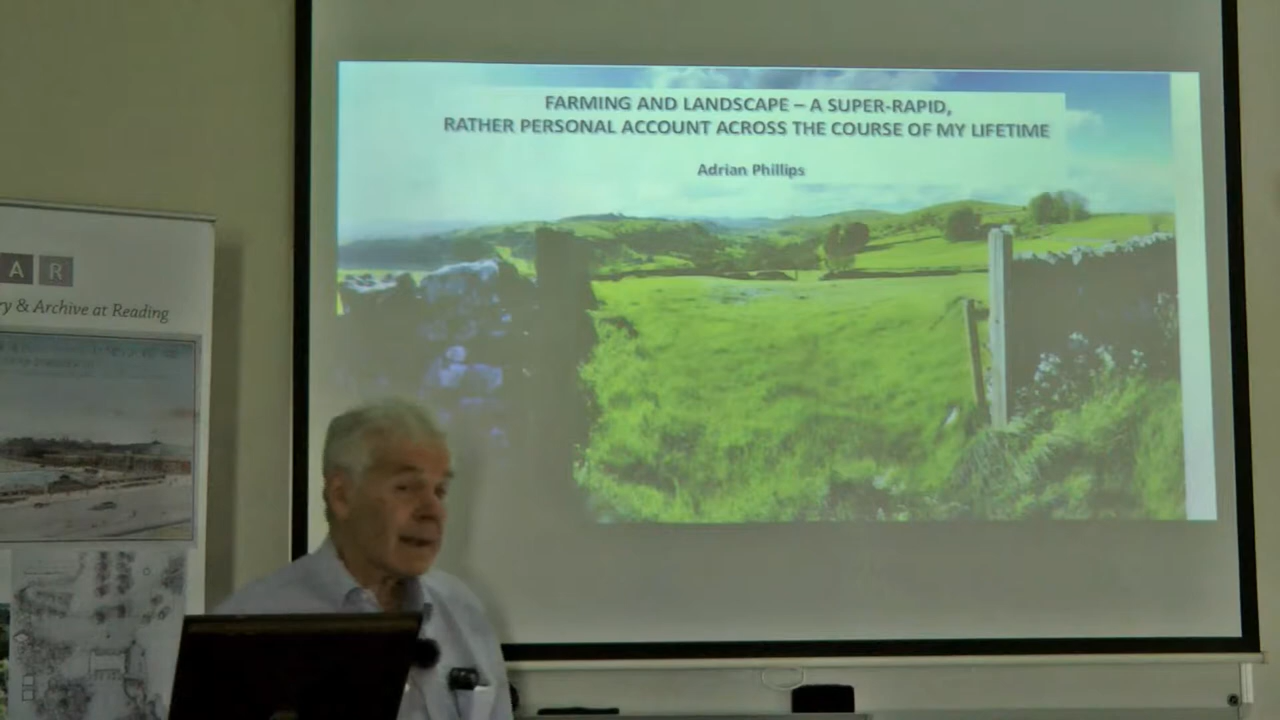 FARMING AND LANDSCAPE – A SUPER-RAPID,
RATHER PERSONAL ACCOUNT ACROSS THE COURSE OF MY LIFETIME
Adrian Phillips
A R
ry & Archive at Reading